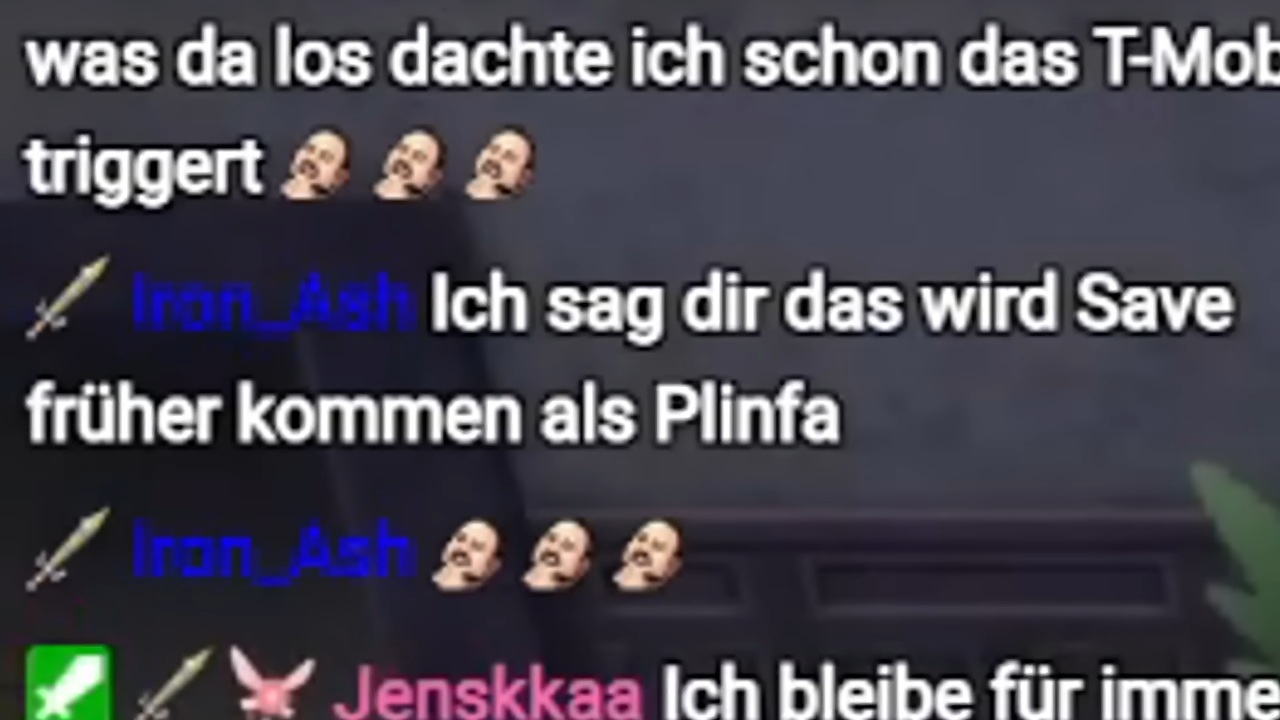 was da los dachte ich schon das T-Mob
triggert
Iron_Ash Ich sag dir das wird Save
früher kommen als Plinfa
Iron_Ash
Jenskkaa Ich bleibe für imme